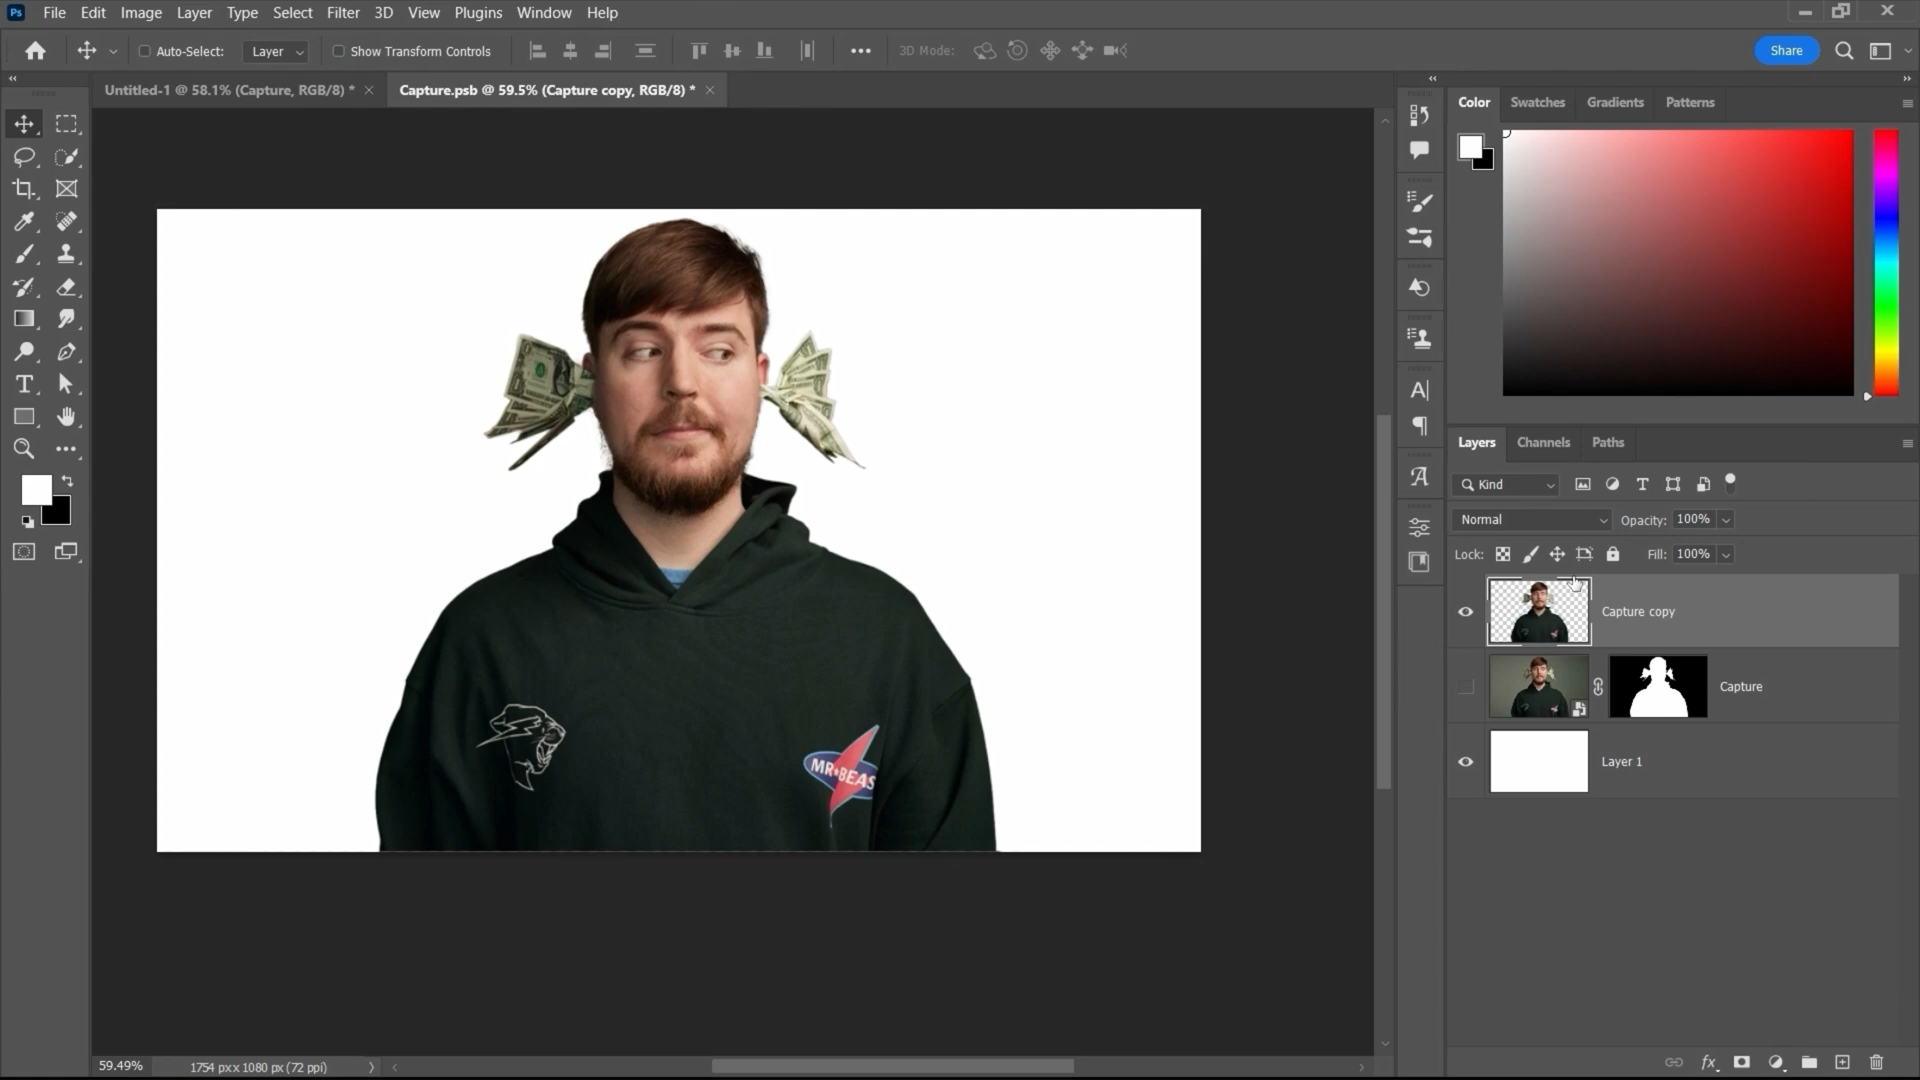 Ps File Edit Image Layer Type Select Filter 3D View Plugins Window Help
Auto-Select: Layer Show Transform Controls 3D Mode: Share
Untitled-1 @ 58.1% (Capture, RGB/8) * Capture.psb @ 59.5% (Capture copy, RGB/8) *
Color Swatches Gradients Patterns
MR BEAS
Layers Channels Paths
Kind
Normal Opacity: 100%
Lock: Fill: 100%
Capture copy
Capture
Layer 1
fx
59.49% 1754 px x 1080 px (72 ppi)